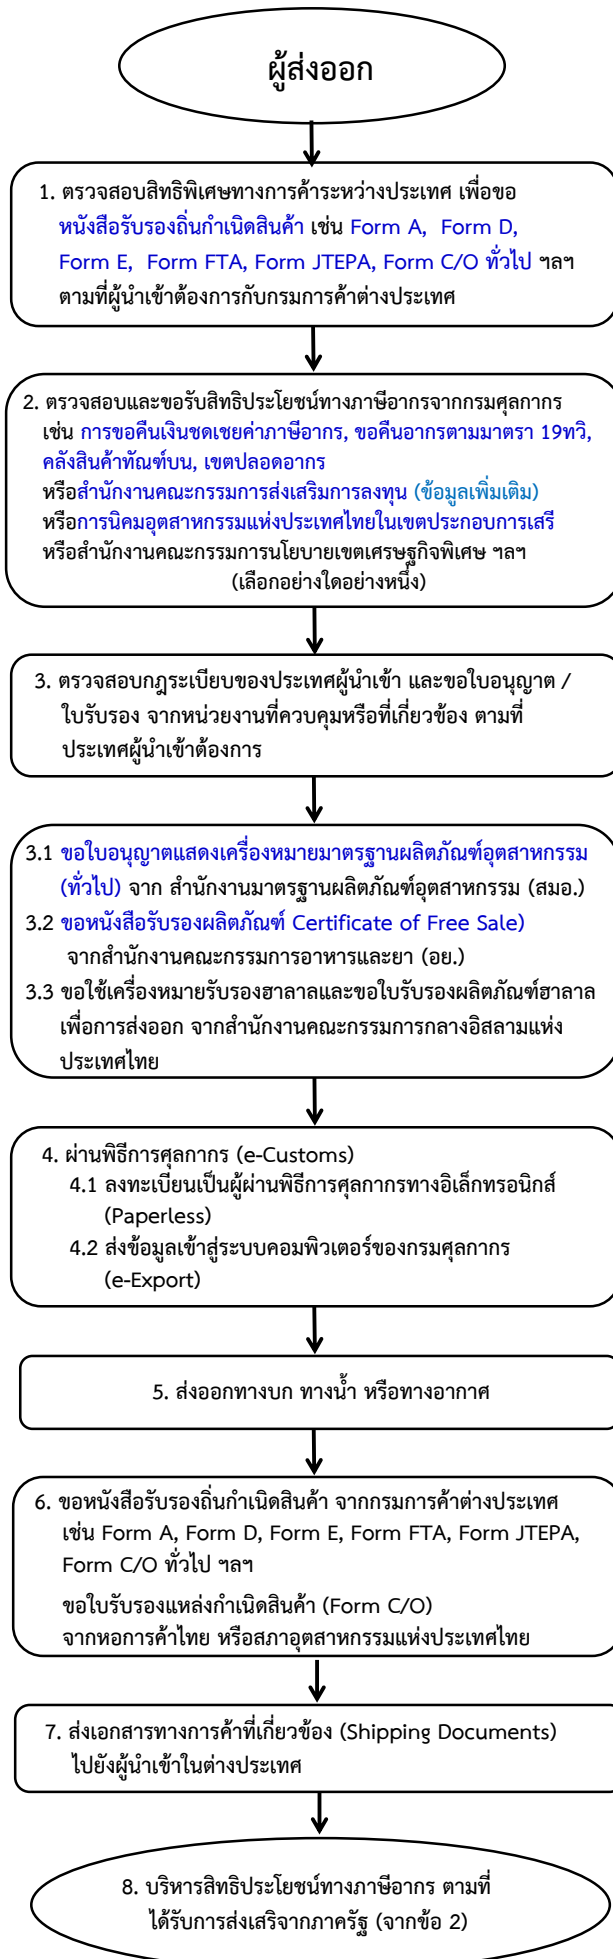 ผู้ส่งออก
1. ตรวจสอบสิทธิพิเศษทางการค้าระหว่างประเทศ เพื่อขอ
หนังสือรับรองถิ่นกำเนิดสินค้า เช่น Form A, Form D,
Form E, Form FTA, Form JTEPA, Form C/O ทั่วไป ฯลฯ
ตามที่ผู้นำเข้าต้องการกับกรมการค้าต่างประเทศ
2. ตรวจสอบและขอรับสิทธิประโยชน์ทางภาษีอากรจากกรมศุลกากร
เช่น การขอคืนเงินชดเชยค่าภาษีอากร, ขอคืนอากรตามมาตรา 19ทวิ,
คลังสินค้าทัณฑ์บน, เขตปลอดอากร
หรือสำนักงานคณะกรรมการส่งเสริมการลงทุน (ข้อมูลเพิ่มเติม)
หรือการนิคมอุตสาหกรรมแห่งประเทศไทยในเขตประกอบการเสรี
หรือสำนักงานคณะกรรมการนโยบายเขตเศรษฐกิจพิเศษ ฯลฯ
(เลือกอย่างใดอย่างหนึ่ง)
3. ตรวจสอบกฎระเบียบของประเทศผู้นำเข้า และขอใบอนุญาต /
ใบรับรอง จากหน่วยงานที่ควบคุมหรือที่เกี่ยวข้อง ตามที่
ประเทศผู้นำเข้าต้องการ
3.1 ขอใบอนุญาตแสดงเครื่องหมายมาตรฐานผลิตภัณฑ์อุตสาหกรรม
(ทั่วไป) จาก สำนักงานมาตรฐานผลิตภัณฑ์อุตสาหกรรม (สมอ.)
3.2 ขอหนังสือรับรองผลิตภัณฑ์ Certificate of Free Sale)
จากสำนักงานคณะกรรมการอาหารและยา (อย.)
3.3 ขอใช้เครื่องหมายรับรองฮาลาลและขอใบรับรองผลิตภัณฑ์ฮาลาล
เพื่อการส่งออก จากสำนักงานคณะกรรมการกลางอิสลามแห่ง
ประเทศไทย
4. ผ่านพิธีการศุลกากร (e-Customs)
4.1 ลงทะเบียนเป็นผู้ผ่านพิธีการศุลกากรทางอิเล็กทรอนิกส์
(Paperless)
4.2 ส่งข้อมูลเข้าสู่ระบบคอมพิวเตอร์ของกรมศุลกากร
(e-Export)
5. ส่งออกทางบก ทางน้ำ หรือทางอากาศ
6. ขอหนังสือรับรองถิ่นกำเนิดสินค้า จากกรมการค้าต่างประเทศ
เช่น Form A, Form D, Form E, Form FTA, Form JTEPA,
Form C/O ทั่วไป ฯลฯ
ขอใบรับรองแหล่งกำเนิดสินค้า (Form C/O)
จากหอการค้าไทย หรือสภาอุตสาหกรรมแห่งประเทศไทย
7. ส่งเอกสารทางการค้าที่เกี่ยวข้อง (Shipping Documents)
ไปยังผู้นำเข้าในต่างประเทศ
8. บริหารสิทธิประโยชน์ทางภาษีอากร ตามที่
ได้รับการส่งเสริมจากภาครัฐ (จากข้อ 2)